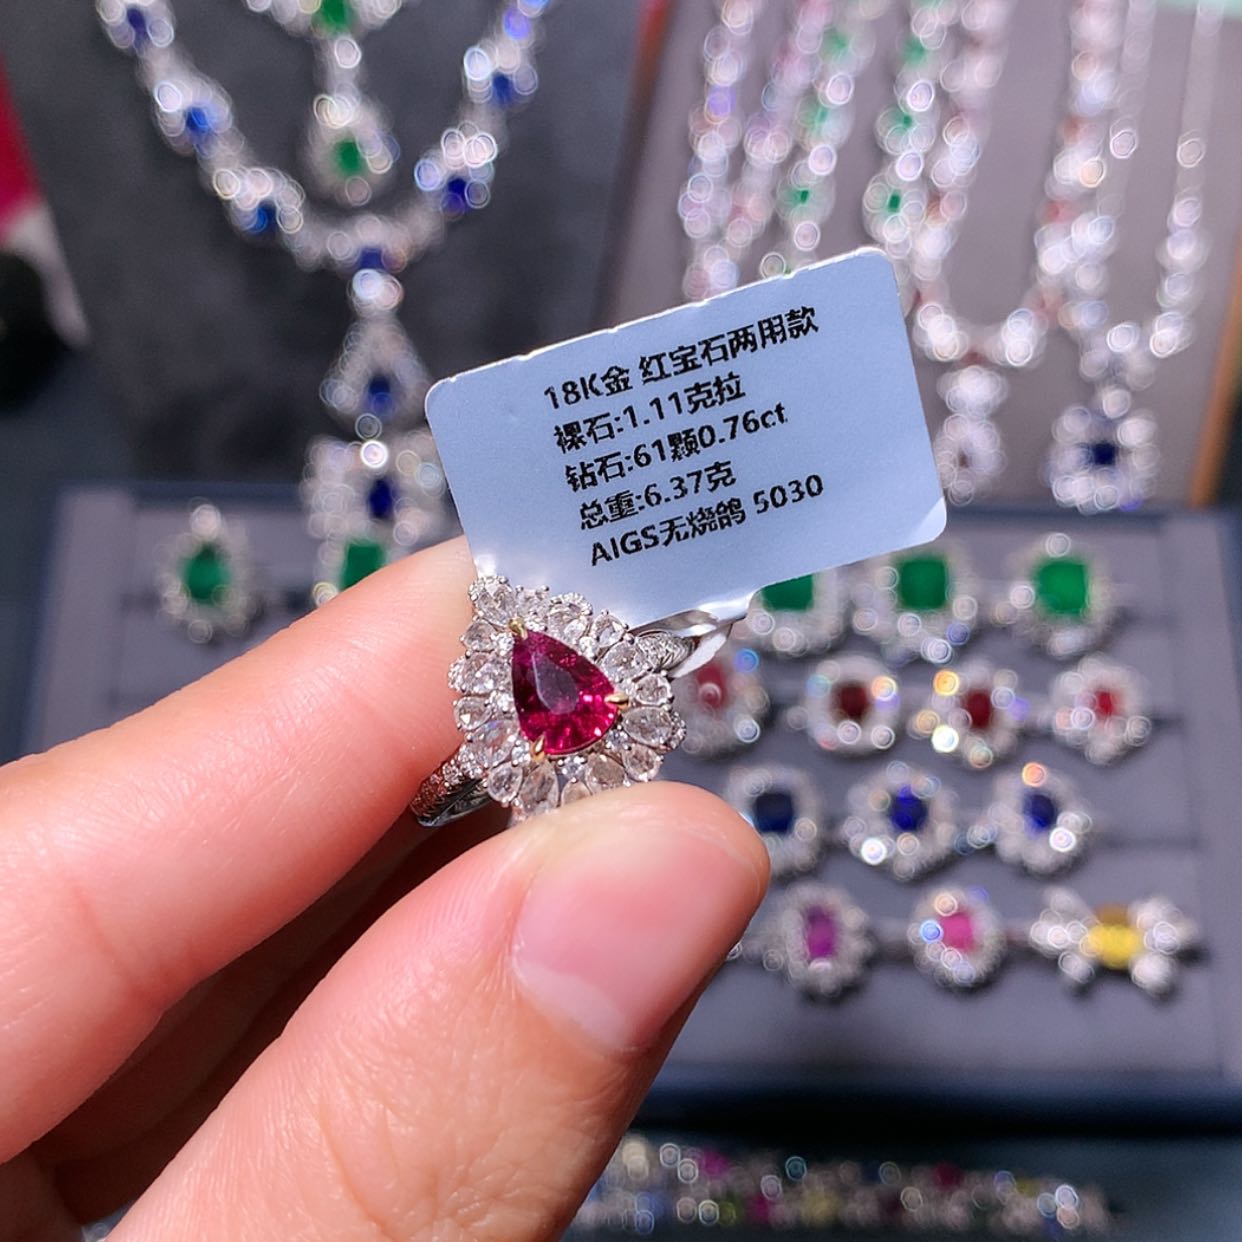 18K金 红宝石两用款
裸石:1.11克拉
钻石:61颗0.76ct
总重:6.37克
AIGS无烧鸽 5030